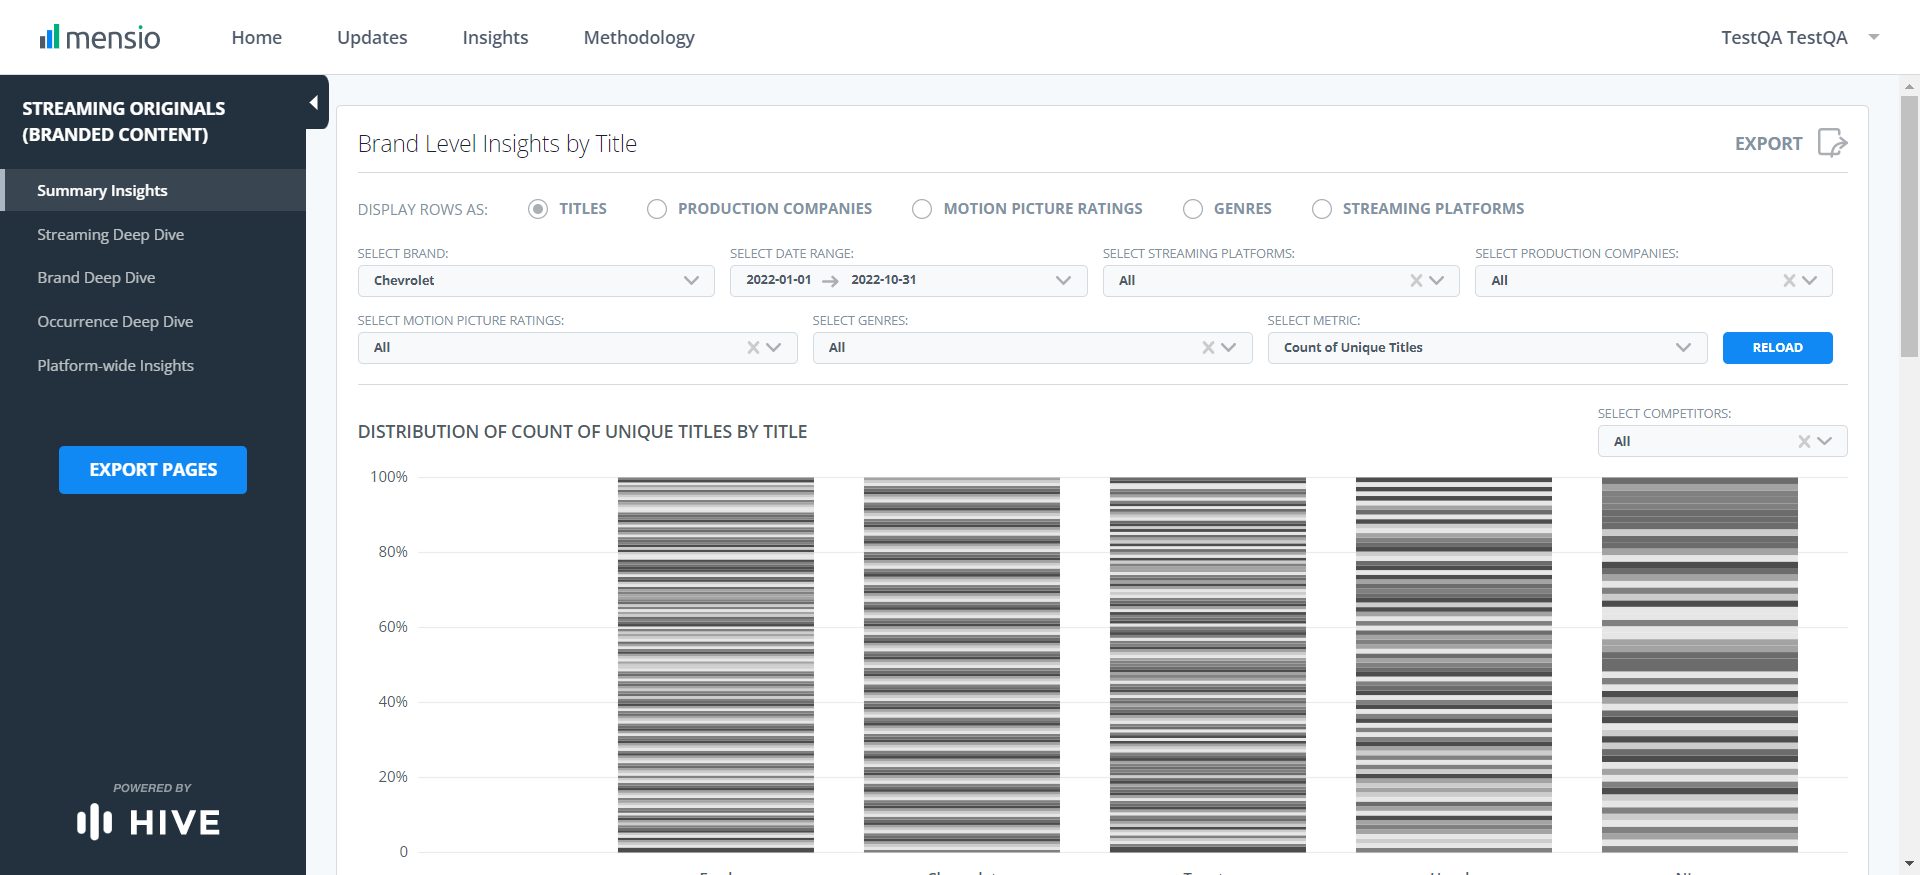 mensio
Home
Updates
Insights
Methodology
TestQA TestQA
STREAMING ORIGINALS
(BRANDED CONTENT)
Summary Insights
Streaming Deep Dive
Brand Deep Dive
Occurrence Deep Dive
Platform-wide Insights
EXPORT PAGES
POWERED BY
HIVE
Brand Level Insights by Title
EXPORT
DISPLAY ROWS AS:
TITLES
PRODUCTION COMPANIES
MOTION PICTURE RATINGS
GENRES
STREAMING PLATFORMS
SELECT BRAND:
Chevrolet
SELECT DATE RANGE:
2022-01-01 → 2022-10-31
SELECT STREAMING PLATFORMS:
All
SELECT PRODUCTION COMPANIES:
All
SELECT MOTION PICTURE RATINGS:
All
SELECT GENRES:
All
SELECT METRIC:
Count of Unique Titles
RELOAD
DISTRIBUTION OF COUNT OF UNIQUE TITLES BY TITLE
SELECT COMPETITORS:
All
100%
80%
60%
40%
20%
0